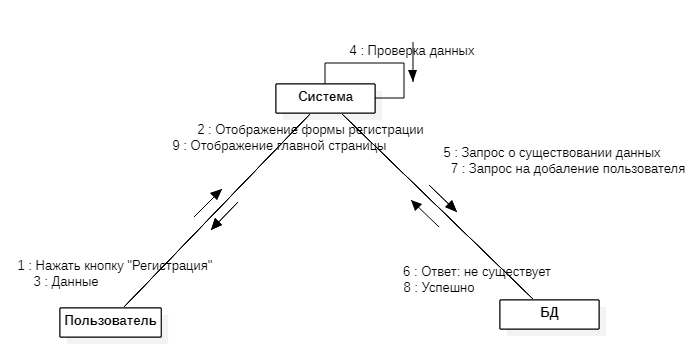 4 : Проверка данных
Система
2 : Отображение формы регистрации
9 : Отображение главной страницы
5 : Запрос о существовании данных
7 : Запрос на добаление пользователя
1 : Нажать кнопку "Регистрация"
3 : Данные
6 : Ответ: не существует
8 : Успешно
Пользователь
БД